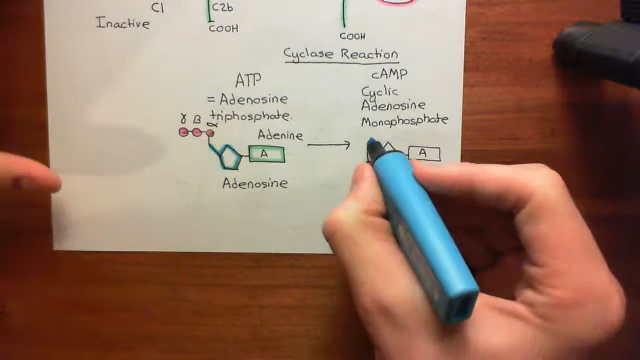 C1
C2b
Inactive
COOH
COOH
Cyclase Reaction
ATP
= Adenosine
triphosphate.
γ β α
Adenine
A
Adenosine
cAMP
Cyclic
Adenosine
Monophosphate
A